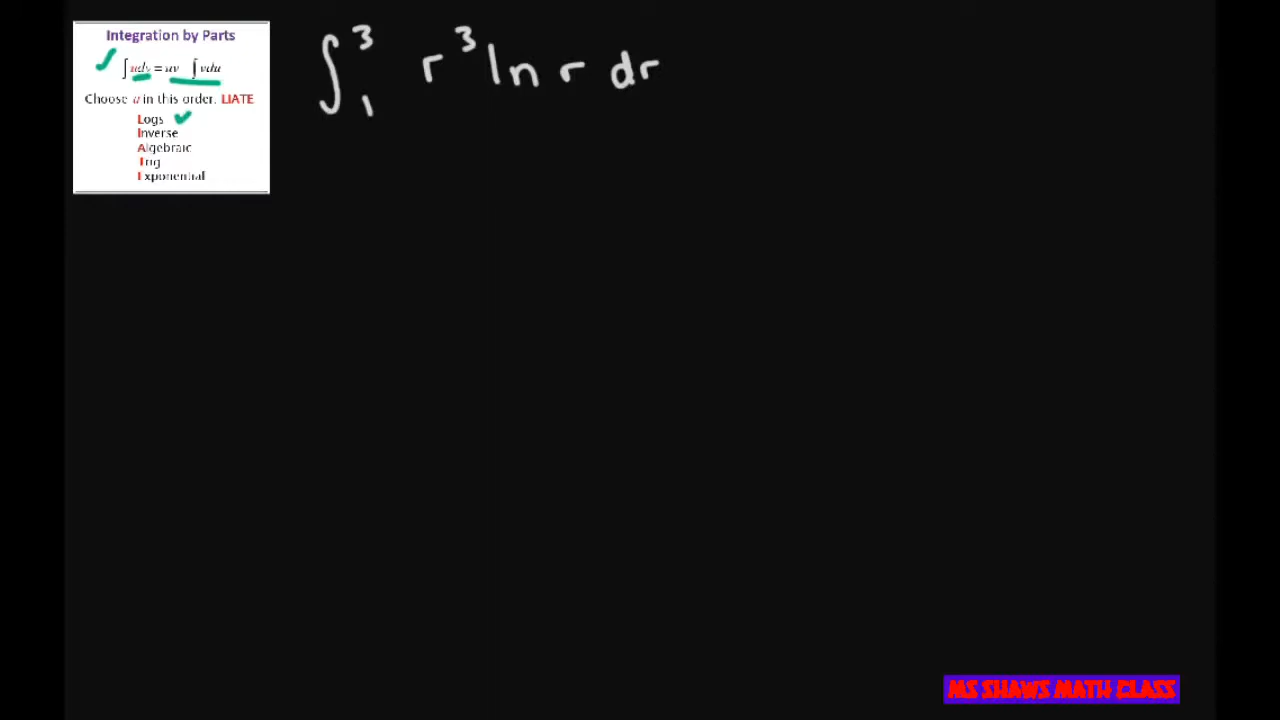 Integration by Parts
∫udv = uv ∫vdu
Choose u in this order. LIATE
Logs
Inverse
Algebraic
Trig
Exponential
∫₁³ r³ ln r dr
MS SHAWS MATH CLASS